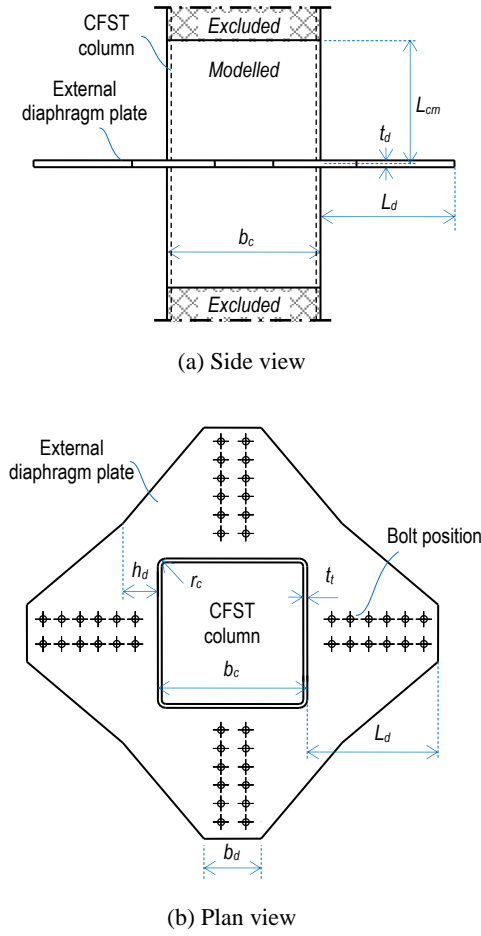 CFST
column
Excluded
Modelled
External
diaphragm plate
L_cm
t_d
L_d
b_c
Excluded
(a) Side view
External
diaphragm plate
Bolt position
h_d
r_c
t_t
CFST
column
b_c
L_d
b_d
(b) Plan view